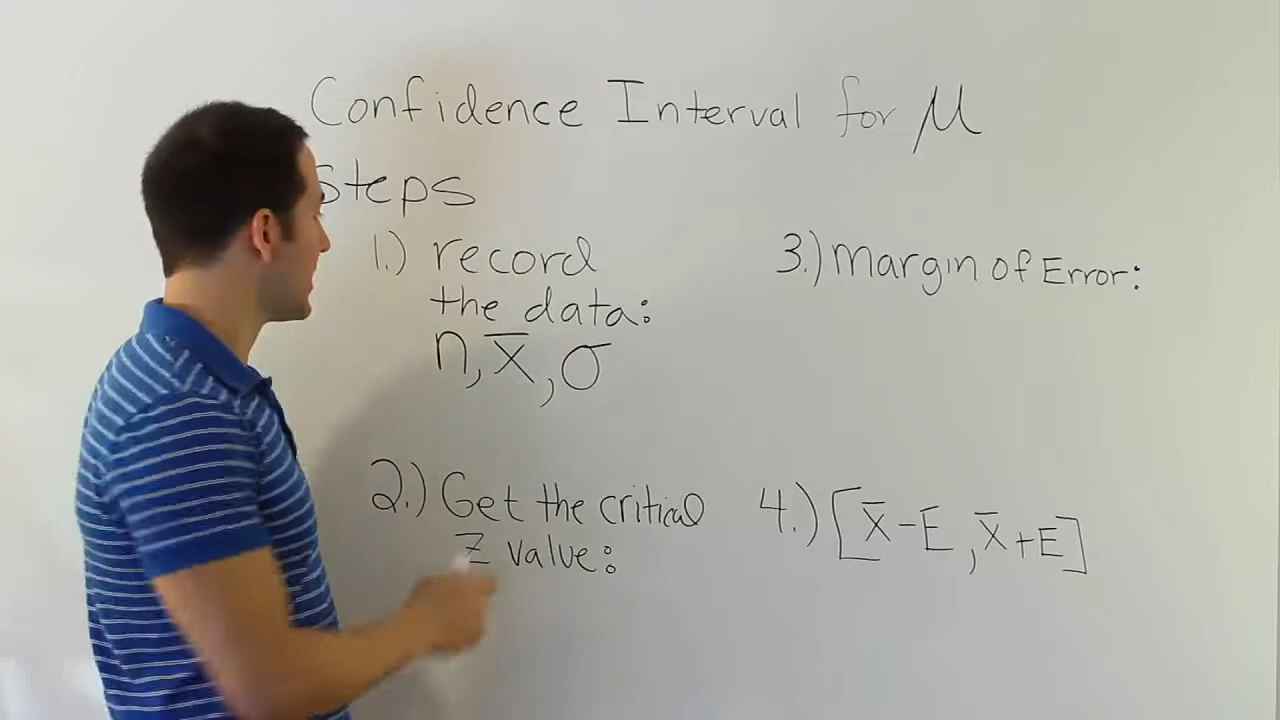 Confidence Interval for μ
Steps
1.) record
the data:
n, x̅, σ
2.) Get the critical
z value:
3.) Margin of Error:
4.) [x̅-E, x̅+E]